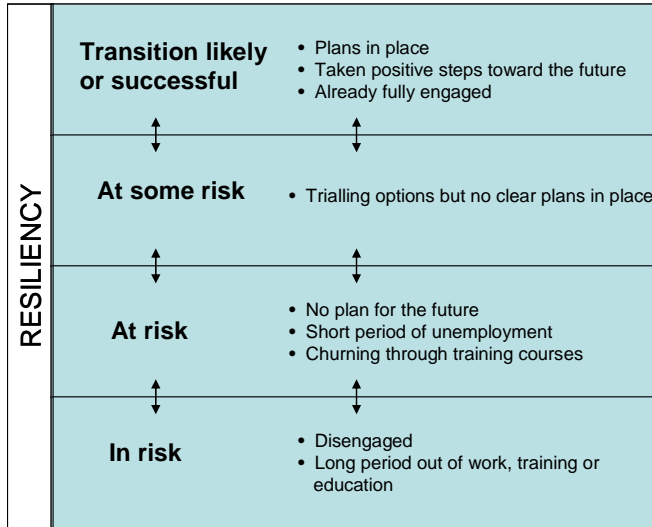 RESILIENCY
Transition likely
or successful
• Plans in place
• Taken positive steps toward the future
• Already fully engaged
At some risk
• Trialling options but no clear plans in place
At risk
• No plan for the future
• Short period of unemployment
• Churning through training courses
In risk
• Disengaged
• Long period out of work, training or
education